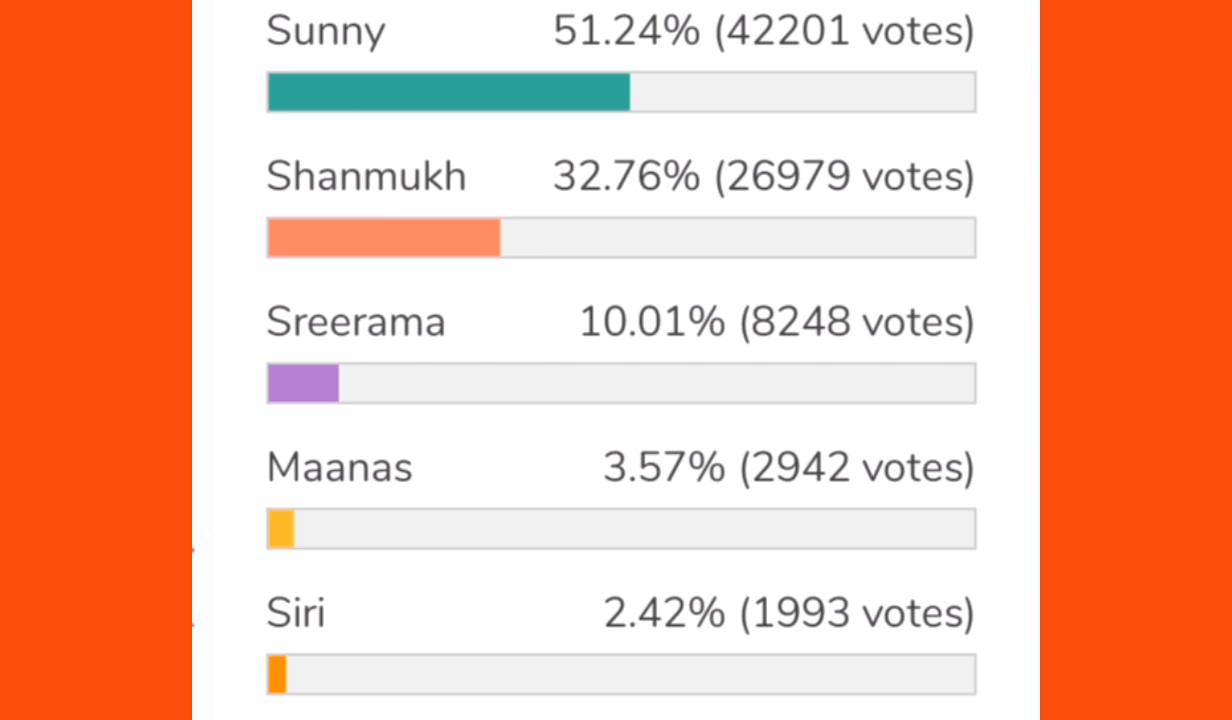 Sunny 51.24% (42201 votes)
Shanmukh 32.76% (26979 votes)
Sreerama 10.01% (8248 votes)
Maanas 3.57% (2942 votes)
Siri 2.42% (1993 votes)